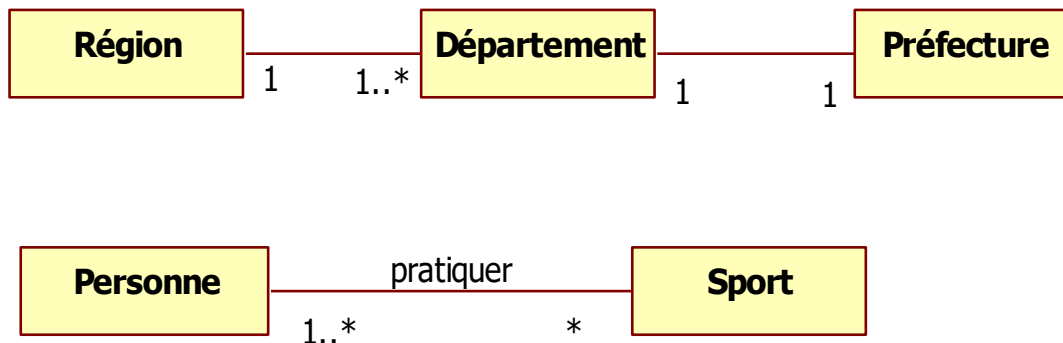 Région Département Préfecture
1 1..* 1 1
pratiquer
Personne Sport
1..* *